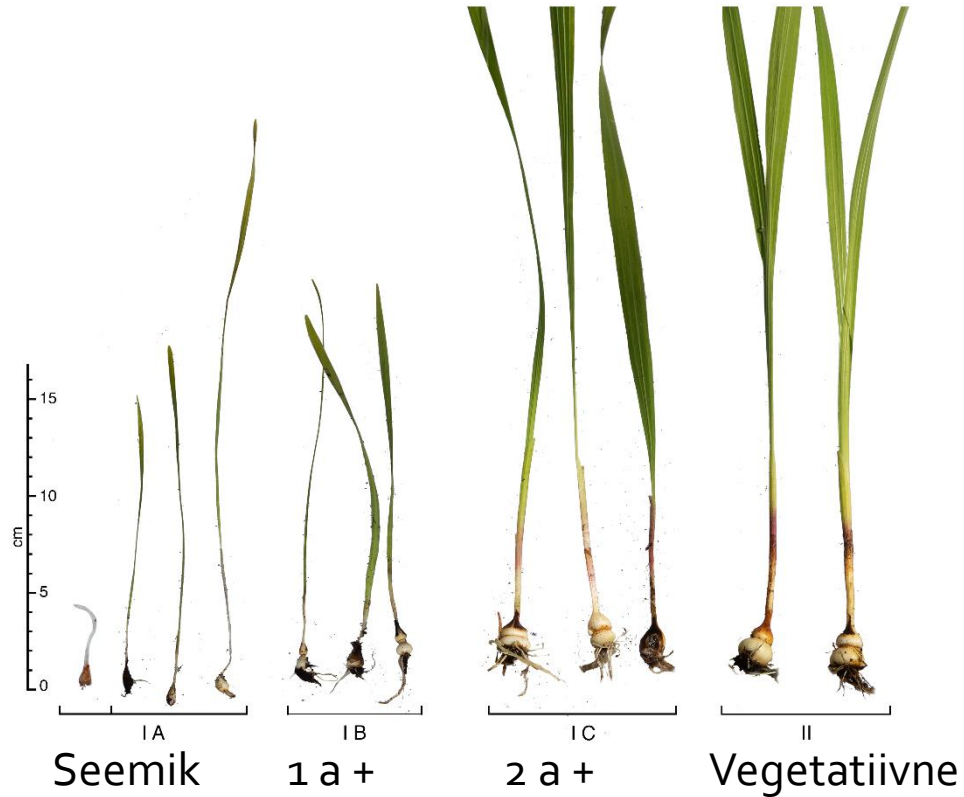 15
10
cm
5
0
I A
I B
I C
II
Seemik
1 a +
2 a +
Vegetatiivne